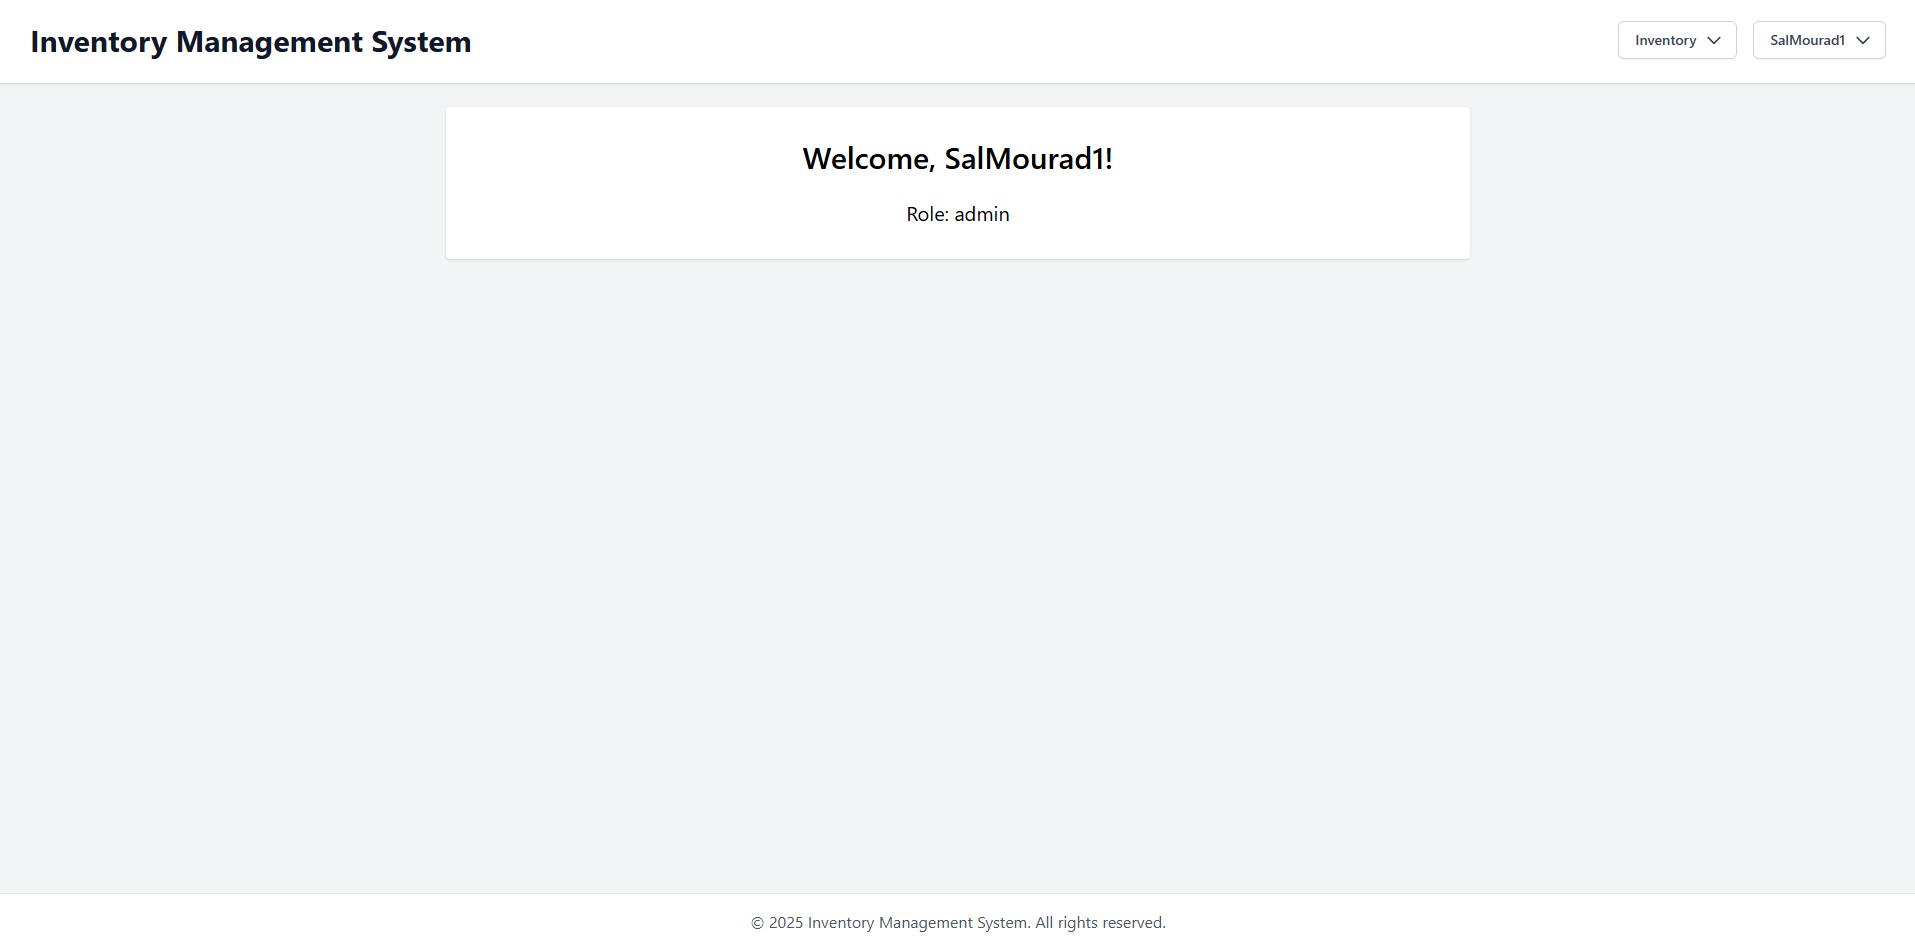 Inventory Management System
Inventory
SalMourad1
Welcome, SalMourad1!
Role: admin
© 2025 Inventory Management System. All rights reserved.